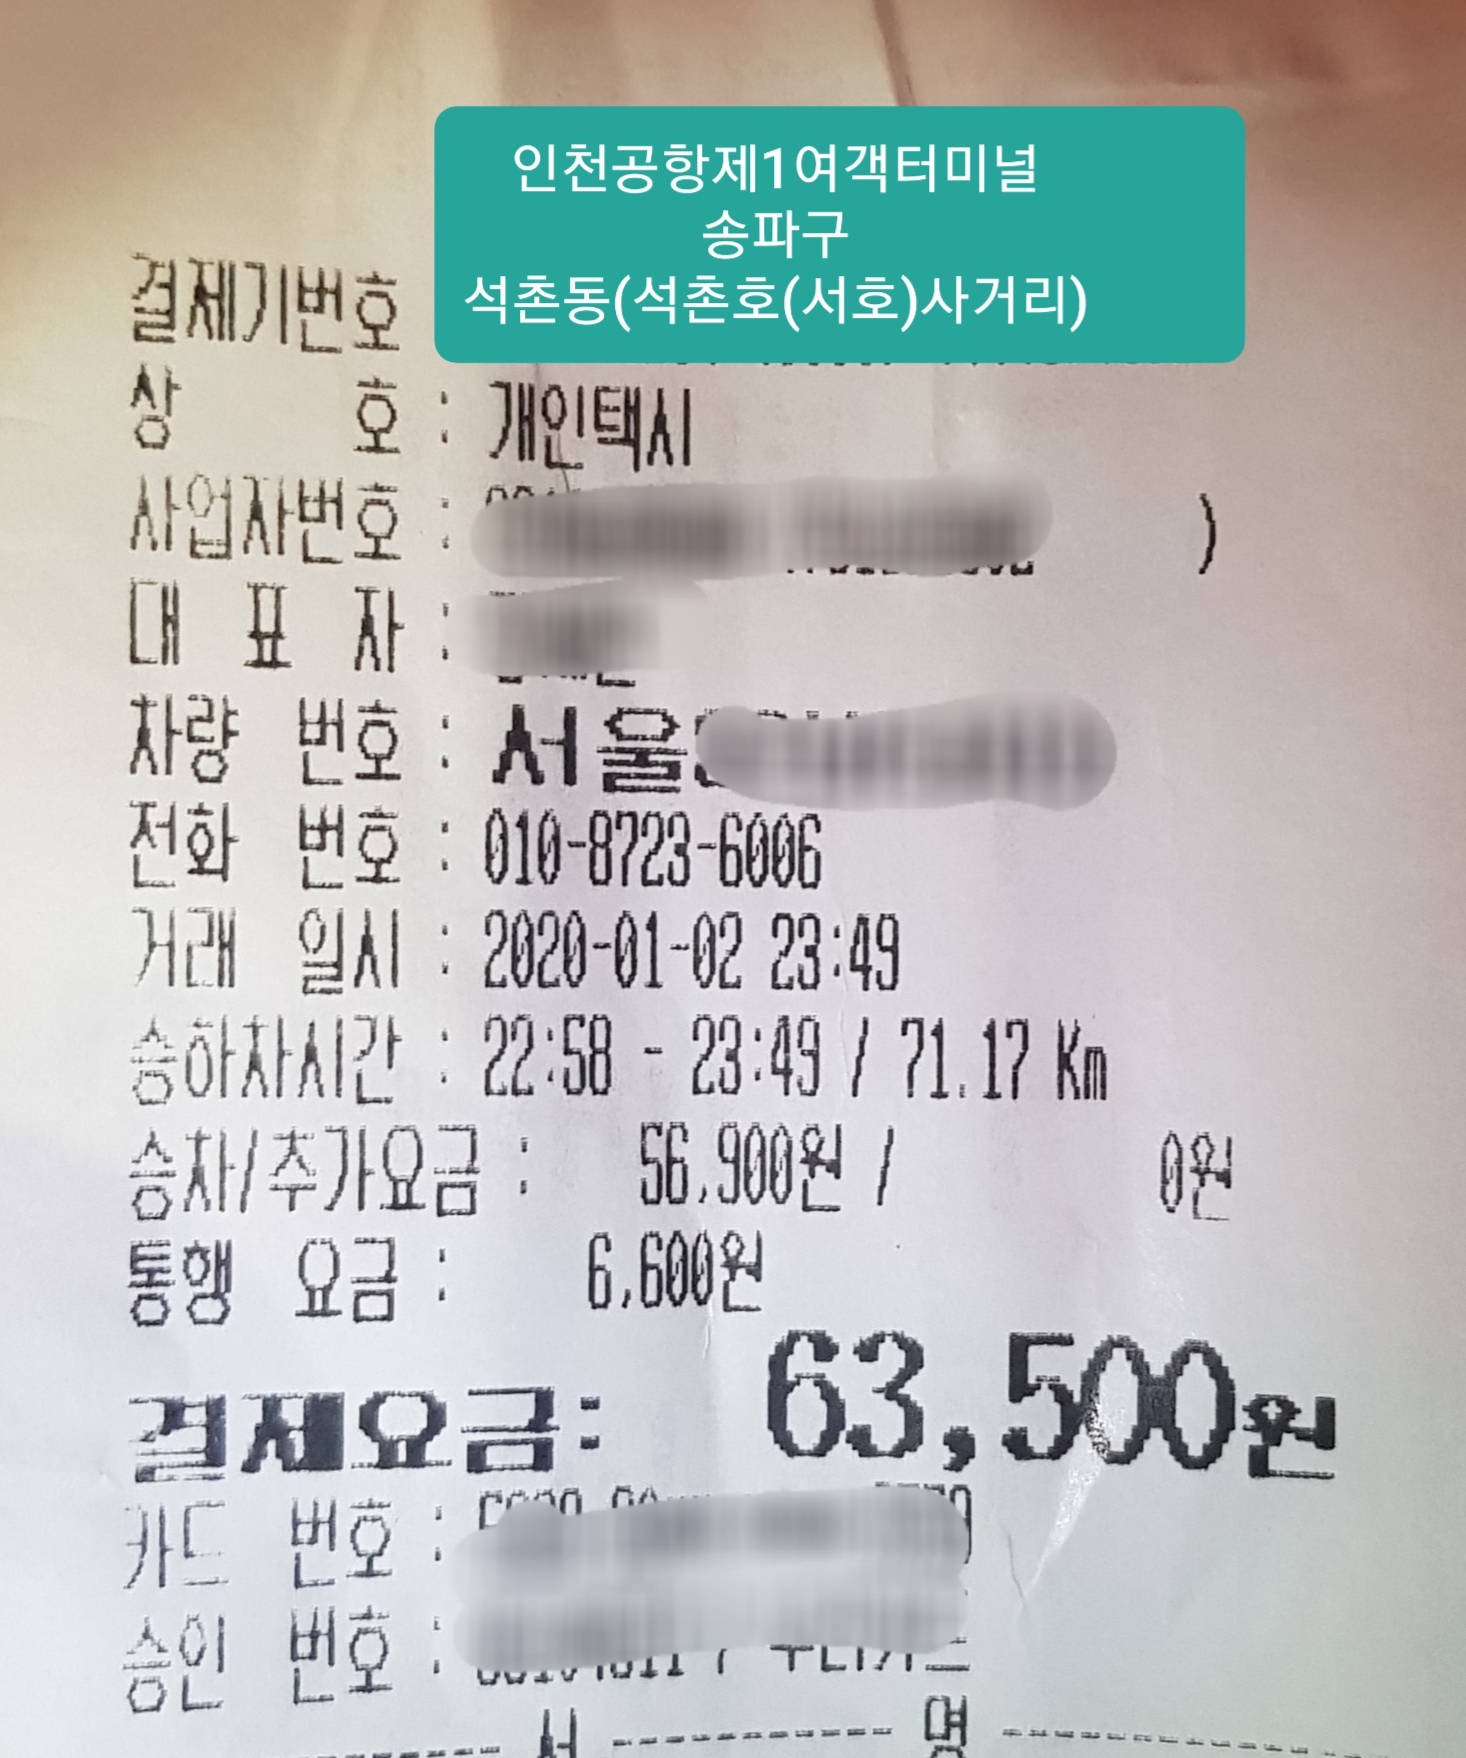 인천공항제1여객터미널
송파구
석촌동(석촌호(서호)사거리)
결제기번호
상 호 : 개인택시
사업자번호 : )
대 표 자 :
차량 번호 : 서울
전화 번호 : 010-8723-6006
거래 일시 : 2020-01-02 23:49
승하차시간 : 22:58 - 23:49 / 71.17 Km
승차/추가요금 : 56,900원 / 0원
통행 요금 : 6,600원
결제요금: 63,500원
카드 번호 :
승인 번호 : /
서 명